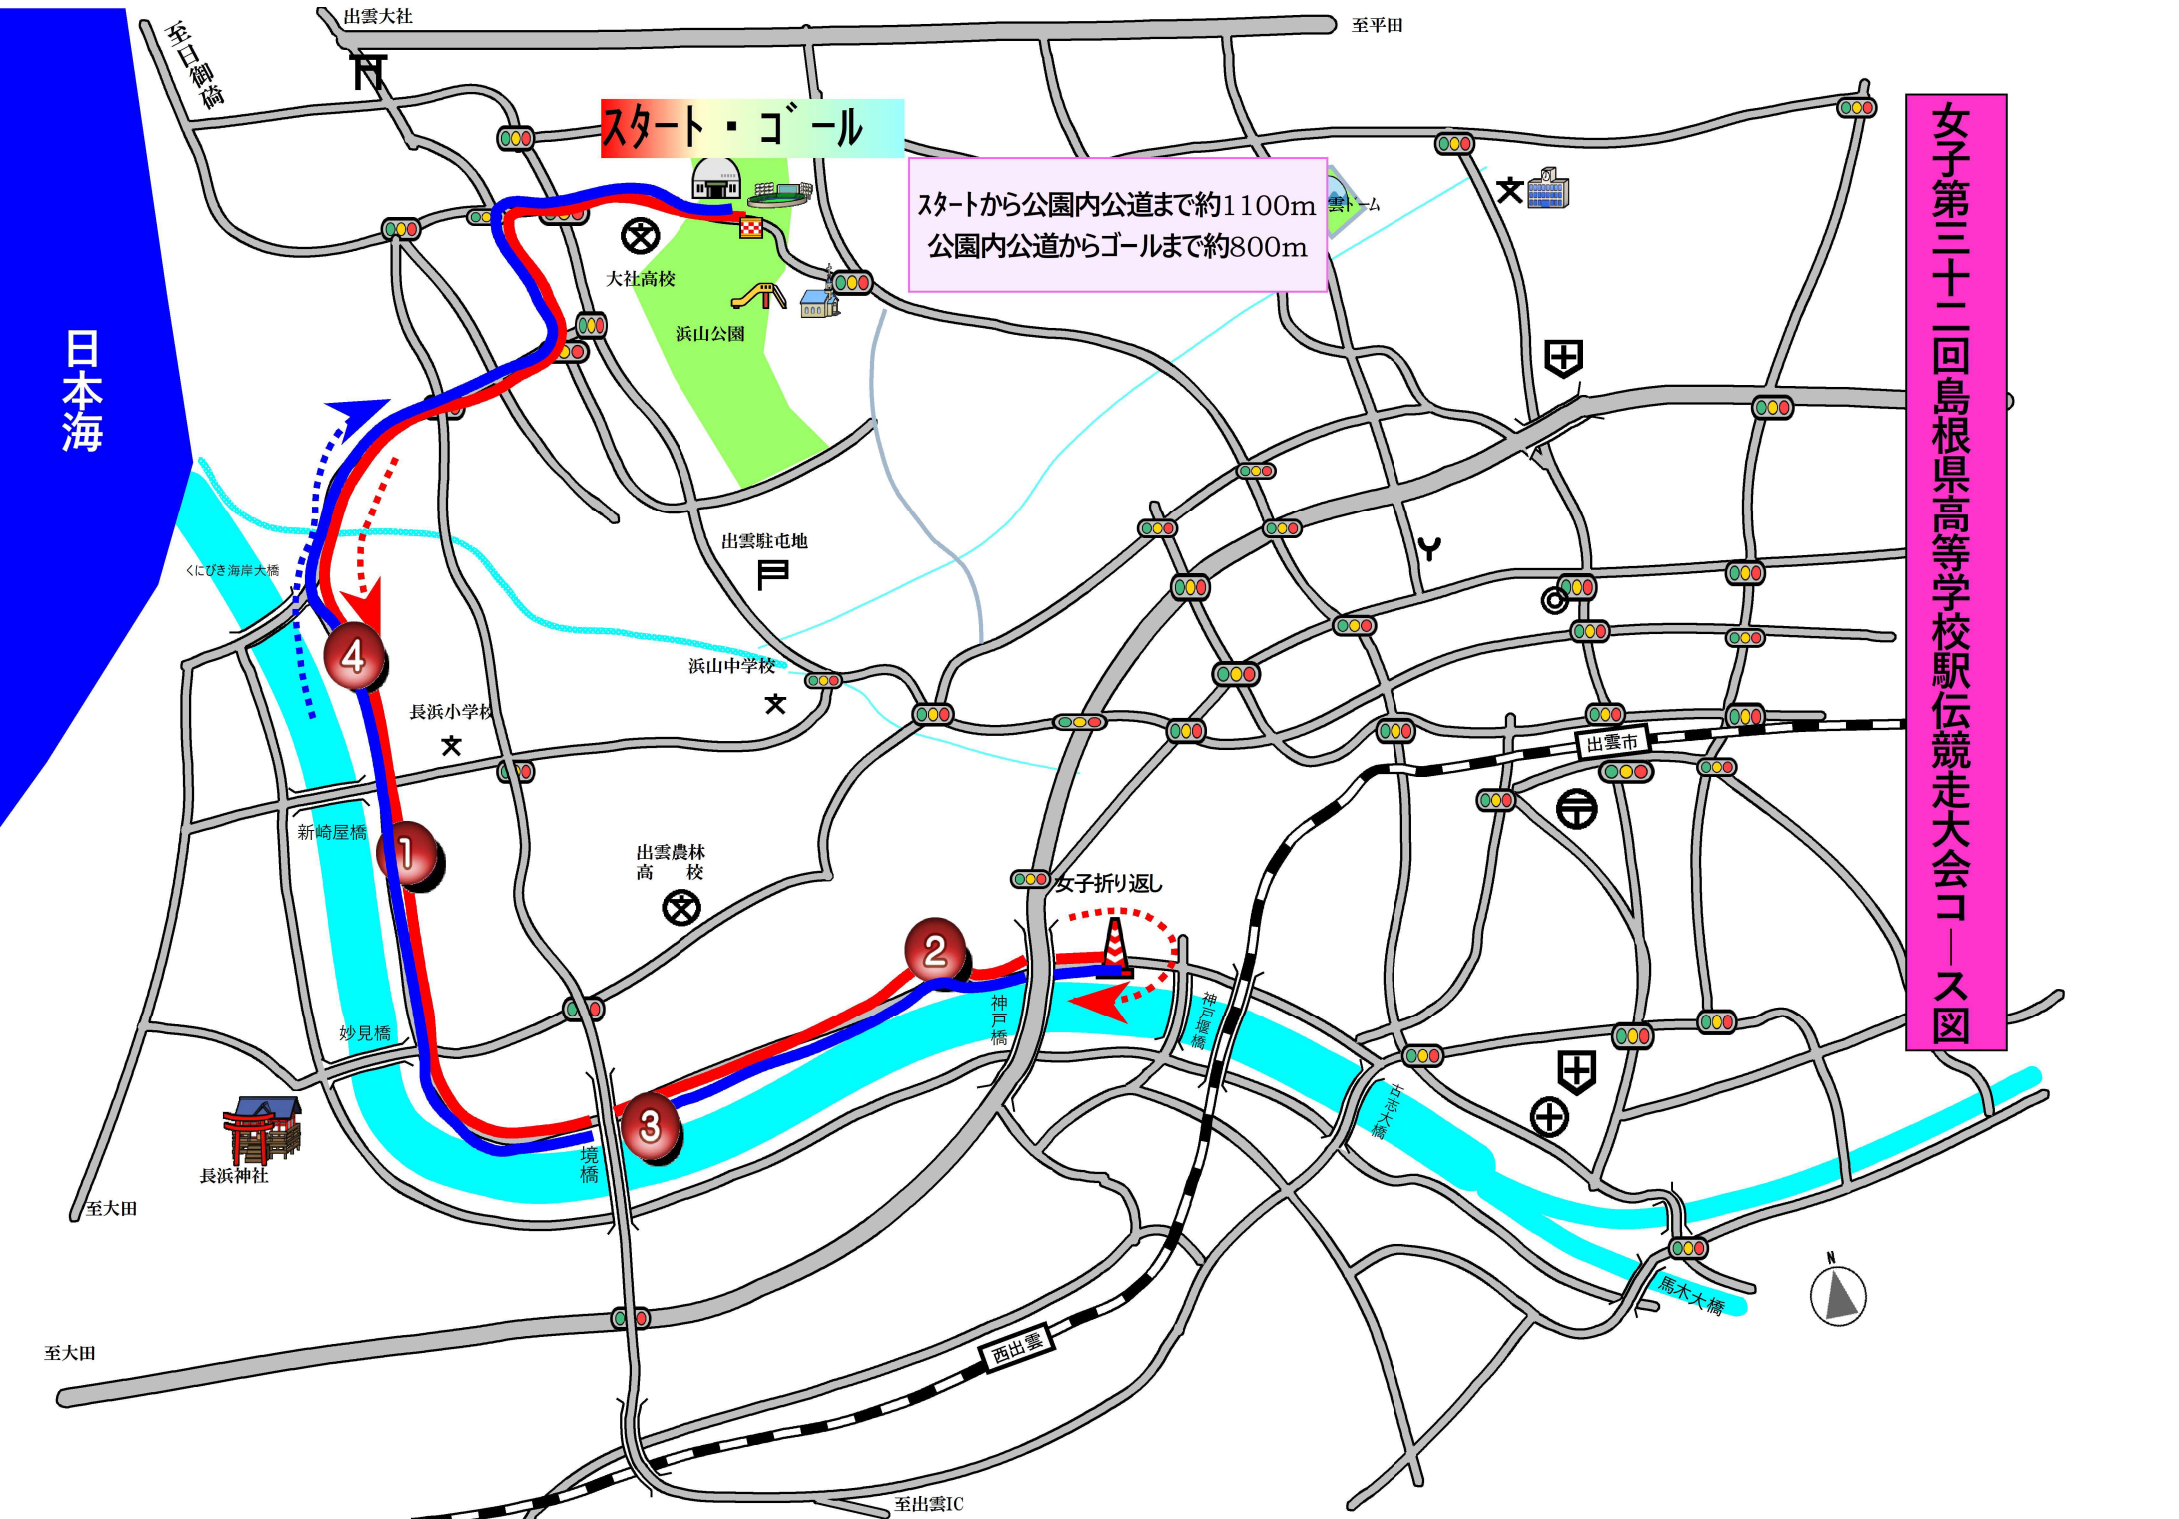 出雲大社
至平田
至日御碕
スタート・ゴール
スタートから公園内公道まで約1100m
公園内公道からゴールまで約800m
雲ドーム
大社高校
浜山公園
日本海
女子第三十二回島根県高等学校駅伝競走大会コース図
出雲駐屯地
くにびき海岸大橋
浜山中学校
4
長浜小学校
出雲市
新崎屋橋
1
出雲農林
高 校
女子折り返し
2
神戸橋
神戸堰橋
妙見橋
古志大橋
3
境橋
長浜神社
至大田
馬木大橋
N
至大田
西出雲
至出雲IC